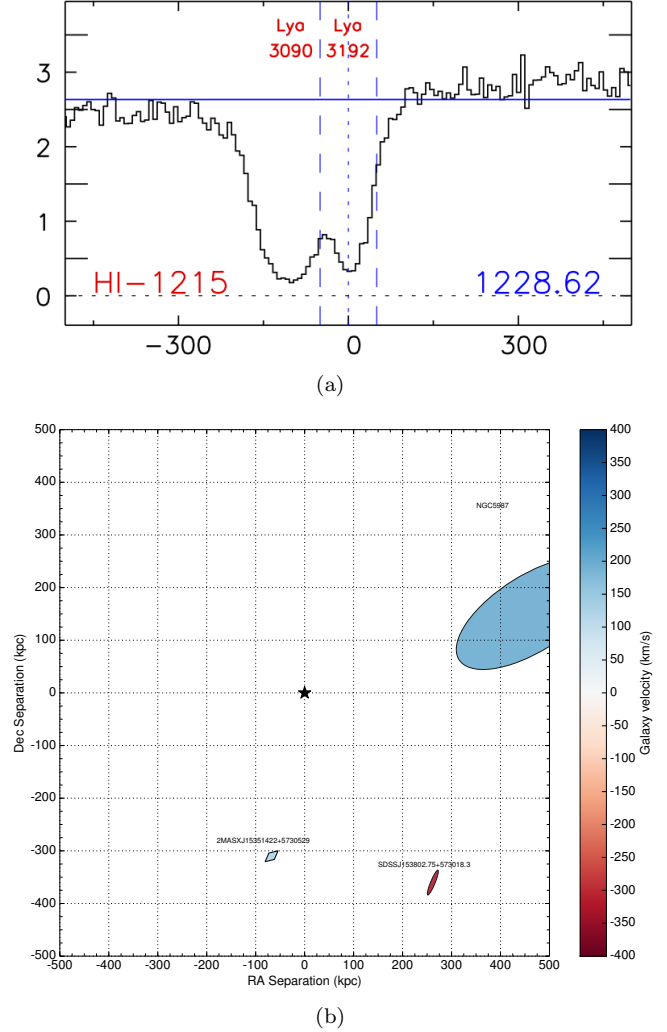 Lya Lya
3090 3192
3
2
1
0
HI−1215 1228.62
−300 0 300
(a)
500
400
300
200
100
0
-100
-200
-300
-400
-500
-500 -400 -300 -200 -100 0 100 200 300 400 500
Dec Separation (kpc)
RA Separation (kpc)
NGC5987
2MASXJ15351422+5730529
SDSSJ153802.75+573018.3
400
350
300
250
200
150
100
50
0
-50
-100
-150
-200
-250
-300
-350
-400
Galaxy velocity (km/s)
(b)